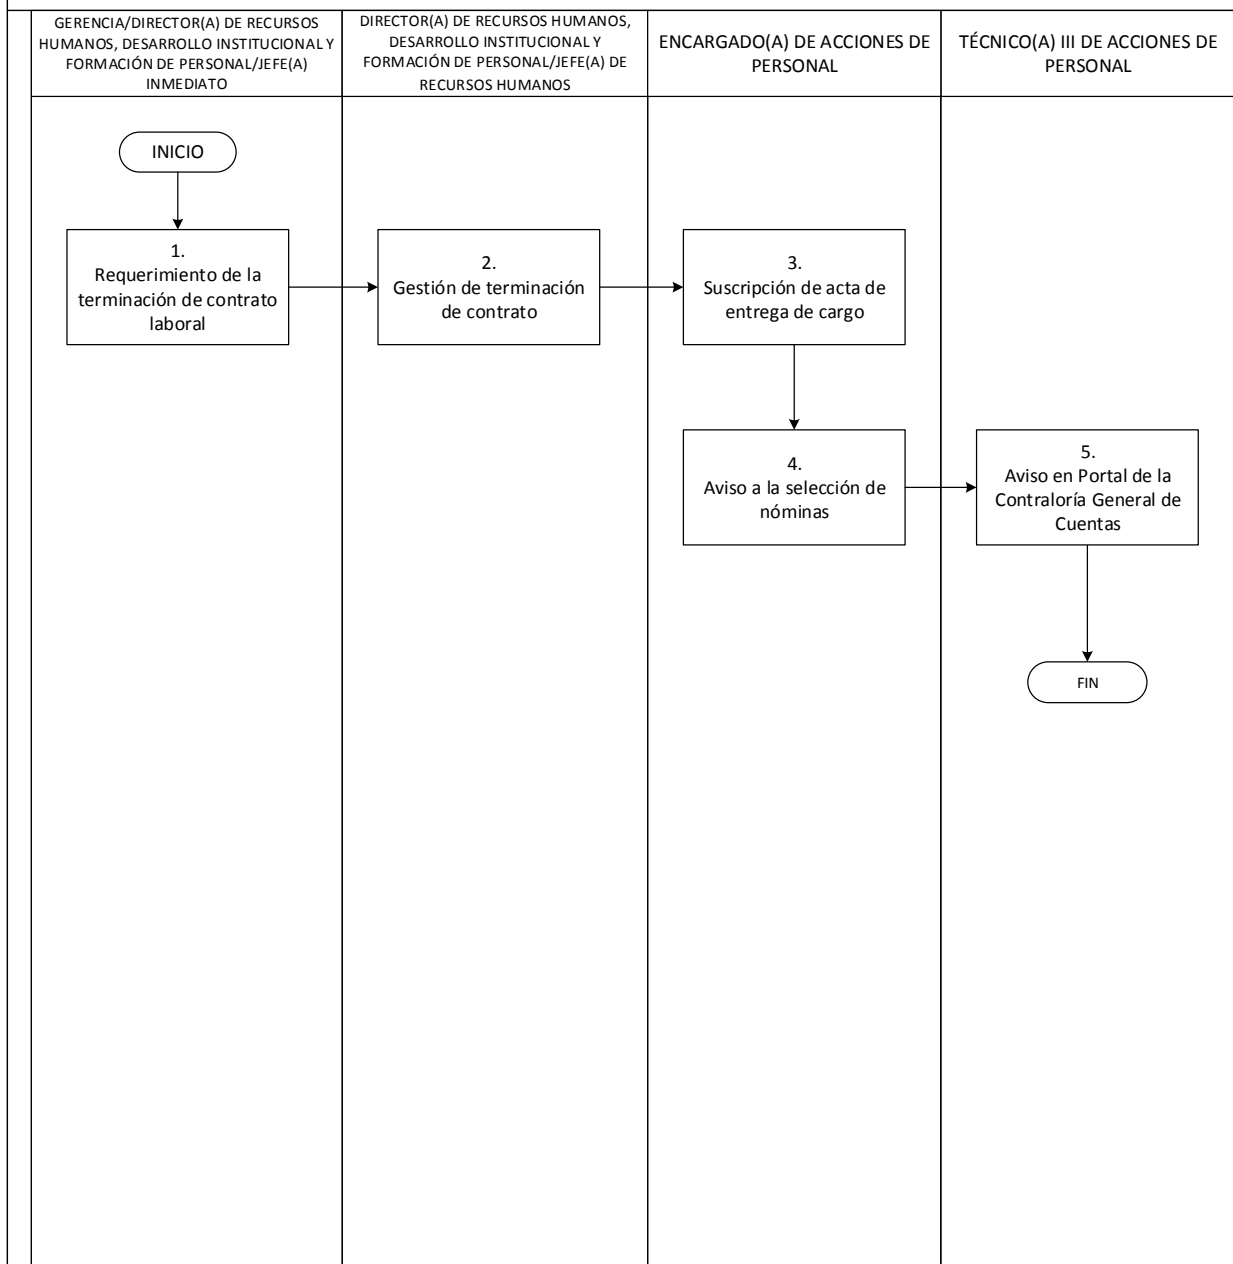 GERENCIA/DIRECTOR(A) DE RECURSOS
HUMANOS, DESARROLLO INSTITUCIONAL Y
FORMACIÓN DE PERSONAL/JEFE(A)
INMEDIATO
DIRECTOR(A) DE RECURSOS HUMANOS,
DESARROLLO INSTITUCIONAL Y
FORMACIÓN DE PERSONAL/JEFE(A) DE
RECURSOS HUMANOS
ENCARGADO(A) DE ACCIONES DE
PERSONAL
TÉCNICO(A) III DE ACCIONES DE
PERSONAL
INICIO
1.
Requerimiento de la
terminación de contrato
laboral
2.
Gestión de terminación
de contrato
3.
Suscripción de acta de
entrega de cargo
4.
Aviso a la selección de
nóminas
5.
Aviso en Portal de la
Contraloría General de
Cuentas
FIN